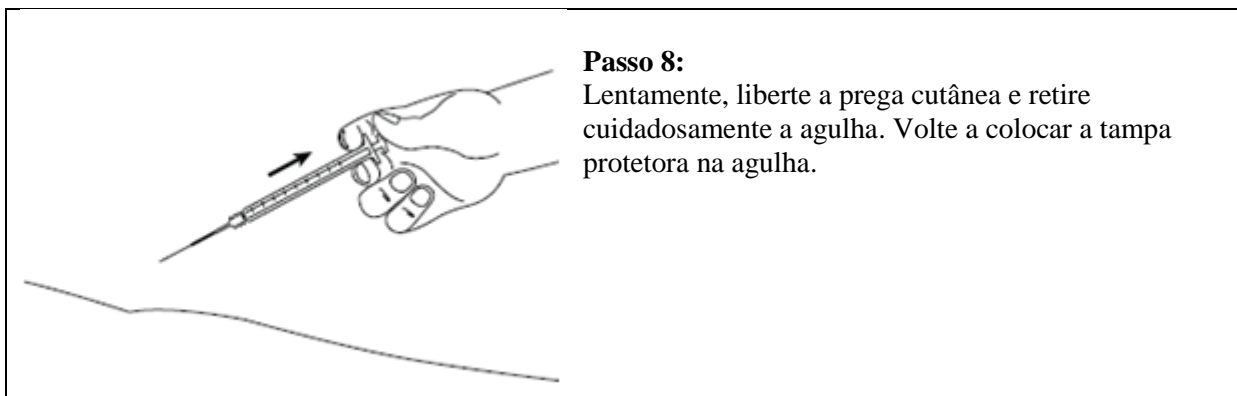 Passo 8:
Lentamente, liberte a prega cutânea e retire
cuidadosamente a agulha. Volte a colocar a tampa
protetora na agulha.